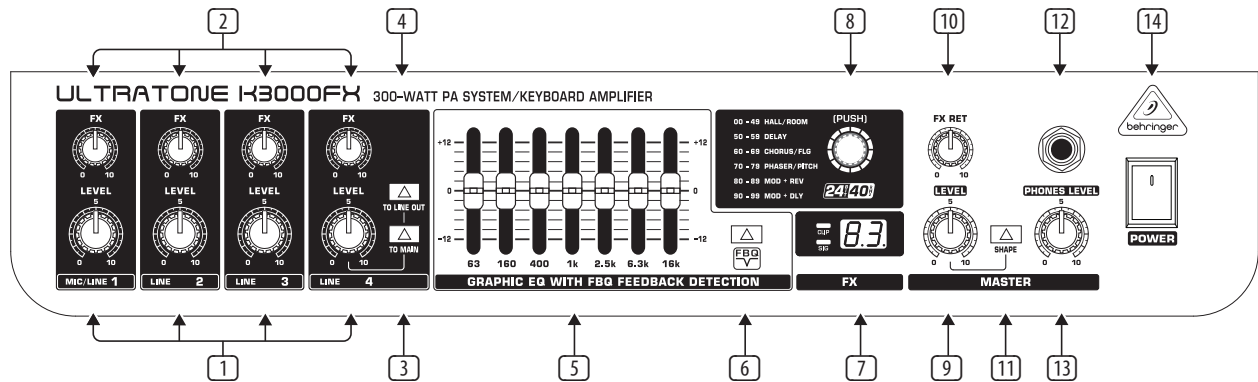 2 4 8 10 12 14
ULTRATONE K3000FX 300-WATT PA SYSTEM/KEYBOARD AMPLIFIER
FX FX FX FX
0 10 0 10 0 10 0 10
LEVEL LEVEL LEVEL LEVEL
5 5 5 5
0 10 0 10 0 10 0 10
TO LINE OUT
TO MAIN
MIC/LINE 1 LINE 2 LINE 3 LINE 4
+12 +12
0 0
-12 -12
63 160 400 1k 2.5k 6.3k 16k
FBQ
GRAPHIC EQ WITH FBQ FEEDBACK DETECTION
00 - 49 HALL/ROOM
50 - 59 DELAY
60 - 69 CHORUS/FLG
70 - 79 PHASER/PITCH
80 - 89 MOD + REV
90 - 99 MOD + DLY
(PUSH)
24 40
CLIP
SIG
8.3.
FX
FX RET
0 10
LEVEL
5
0 10
SHAPE
PHONES LEVEL
5
0 10
MASTER
behringer
POWER
1 3 5 6 7 9 11 13